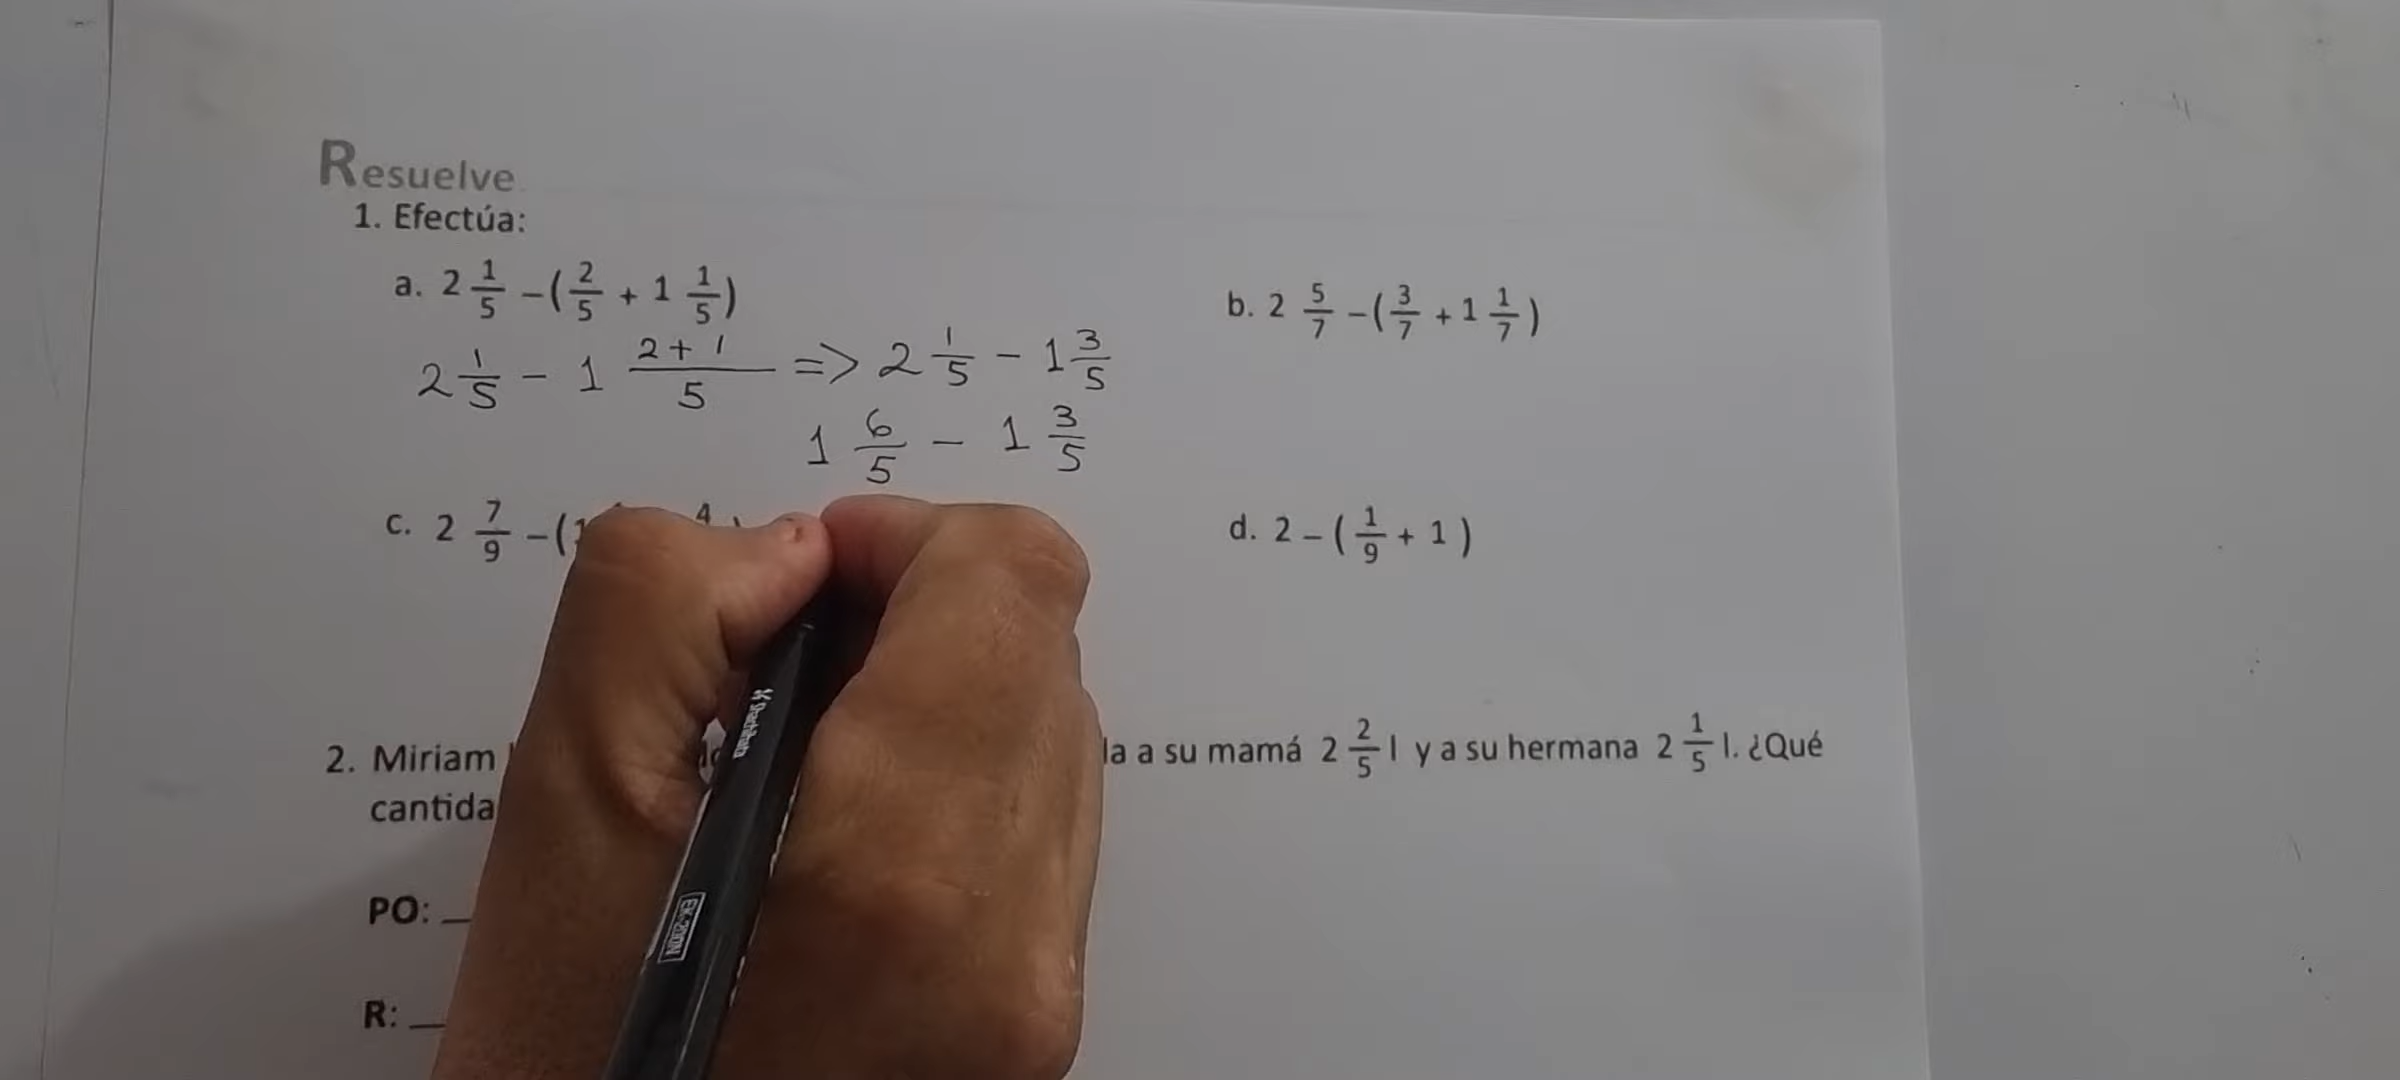 Resuelve
1. Efectúa:
a. 2 1/5 – (2/5 + 1 1/5)
b. 2 5/7 – (3/7 + 1 1/7)
2 1/5 – 1 2+1/5 => 2 1/5 – 1 3/5
1 6/5 – 1 3/5
c. 2 7/9 – ( 4 )
d. 2 – (1/9 + 1)
2. Miriam la a su mamá 2 2/5 l y a su hermana 2 1/5 l. ¿Qué
cantida
PO:
R:
Shachihata